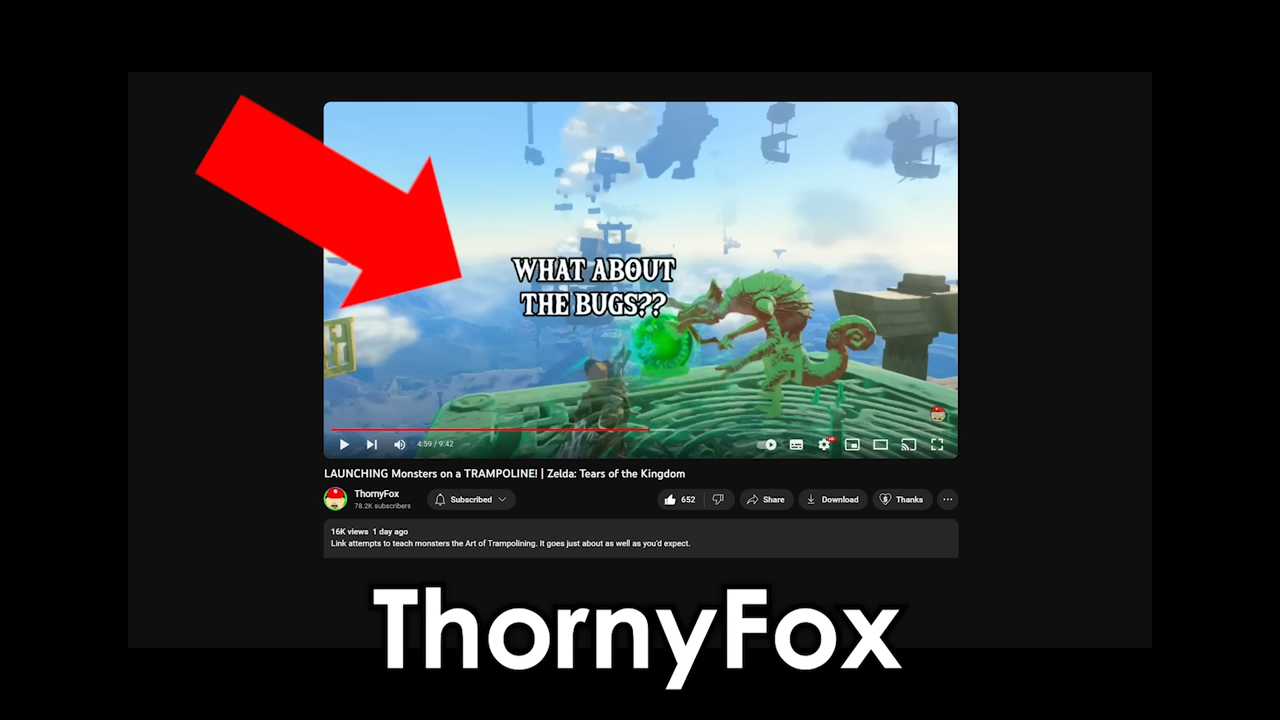 WHAT ABOUT
THE BUGS??
4:59 / 9:42
LAUNCHING Monsters on a TRAMPOLINE! | Zelda: Tears of the Kingdom
ThornyFox
78.2K subscribers
Subscribed
652
Share
Download
Thanks
16K views 1 day ago
Link attempts to teach monsters the Art of Trampolining. It goes just about as well as you'd expect.
ThornyFox